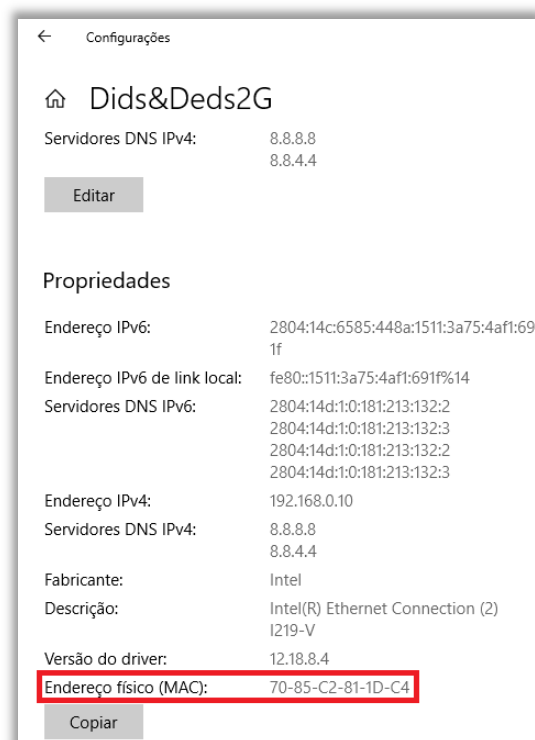 Configurações
Dids&Deds2G
Servidores DNS IPv4: 8.8.8.8
8.8.4.4
Editar
Propriedades
Endereço IPv6: 2804:14c:6585:448a:1511:3a75:4af1:69
1f
Endereço IPv6 de link local: fe80::1511:3a75:4af1:691f%14
Servidores DNS IPv6: 2804:14d:1:0:181:213:132:2
2804:14d:1:0:181:213:132:3
2804:14d:1:0:181:213:132:2
2804:14d:1:0:181:213:132:3
Endereço IPv4: 192.168.0.10
Servidores DNS IPv4: 8.8.8.8
8.8.4.4
Fabricante: Intel
Descrição: Intel(R) Ethernet Connection (2)
I219-V
Versão do driver: 12.18.8.4
Endereço físico (MAC): 70-85-C2-81-1D-C4
Copiar